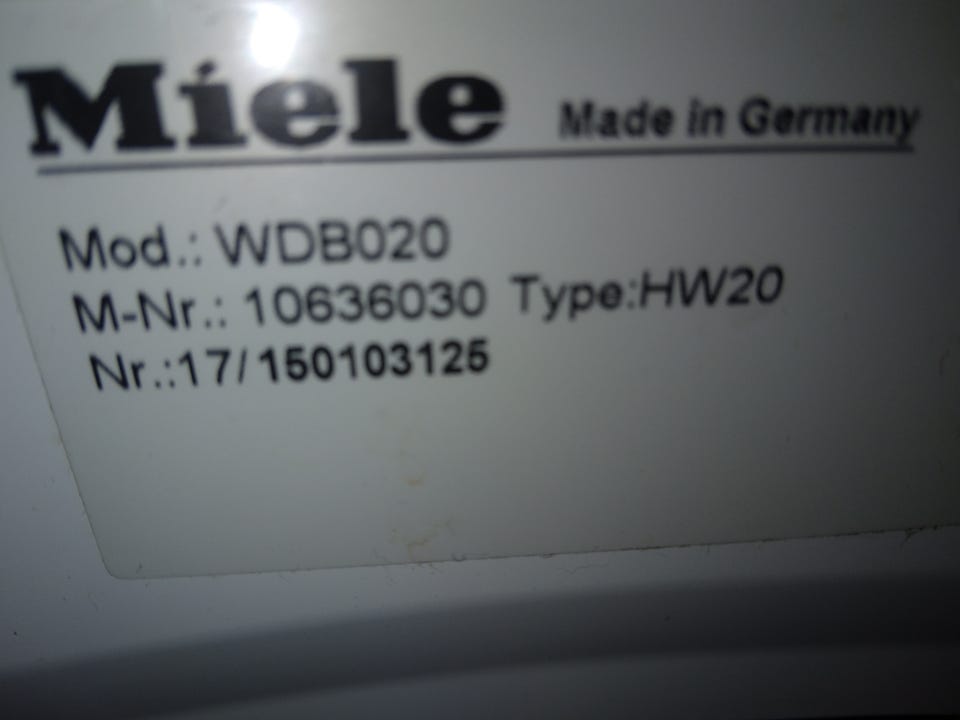 Miele Made in Germany
Mod.: WDB020
M-Nr.: 10636030 Type:HW20
Nr.:17/150103125